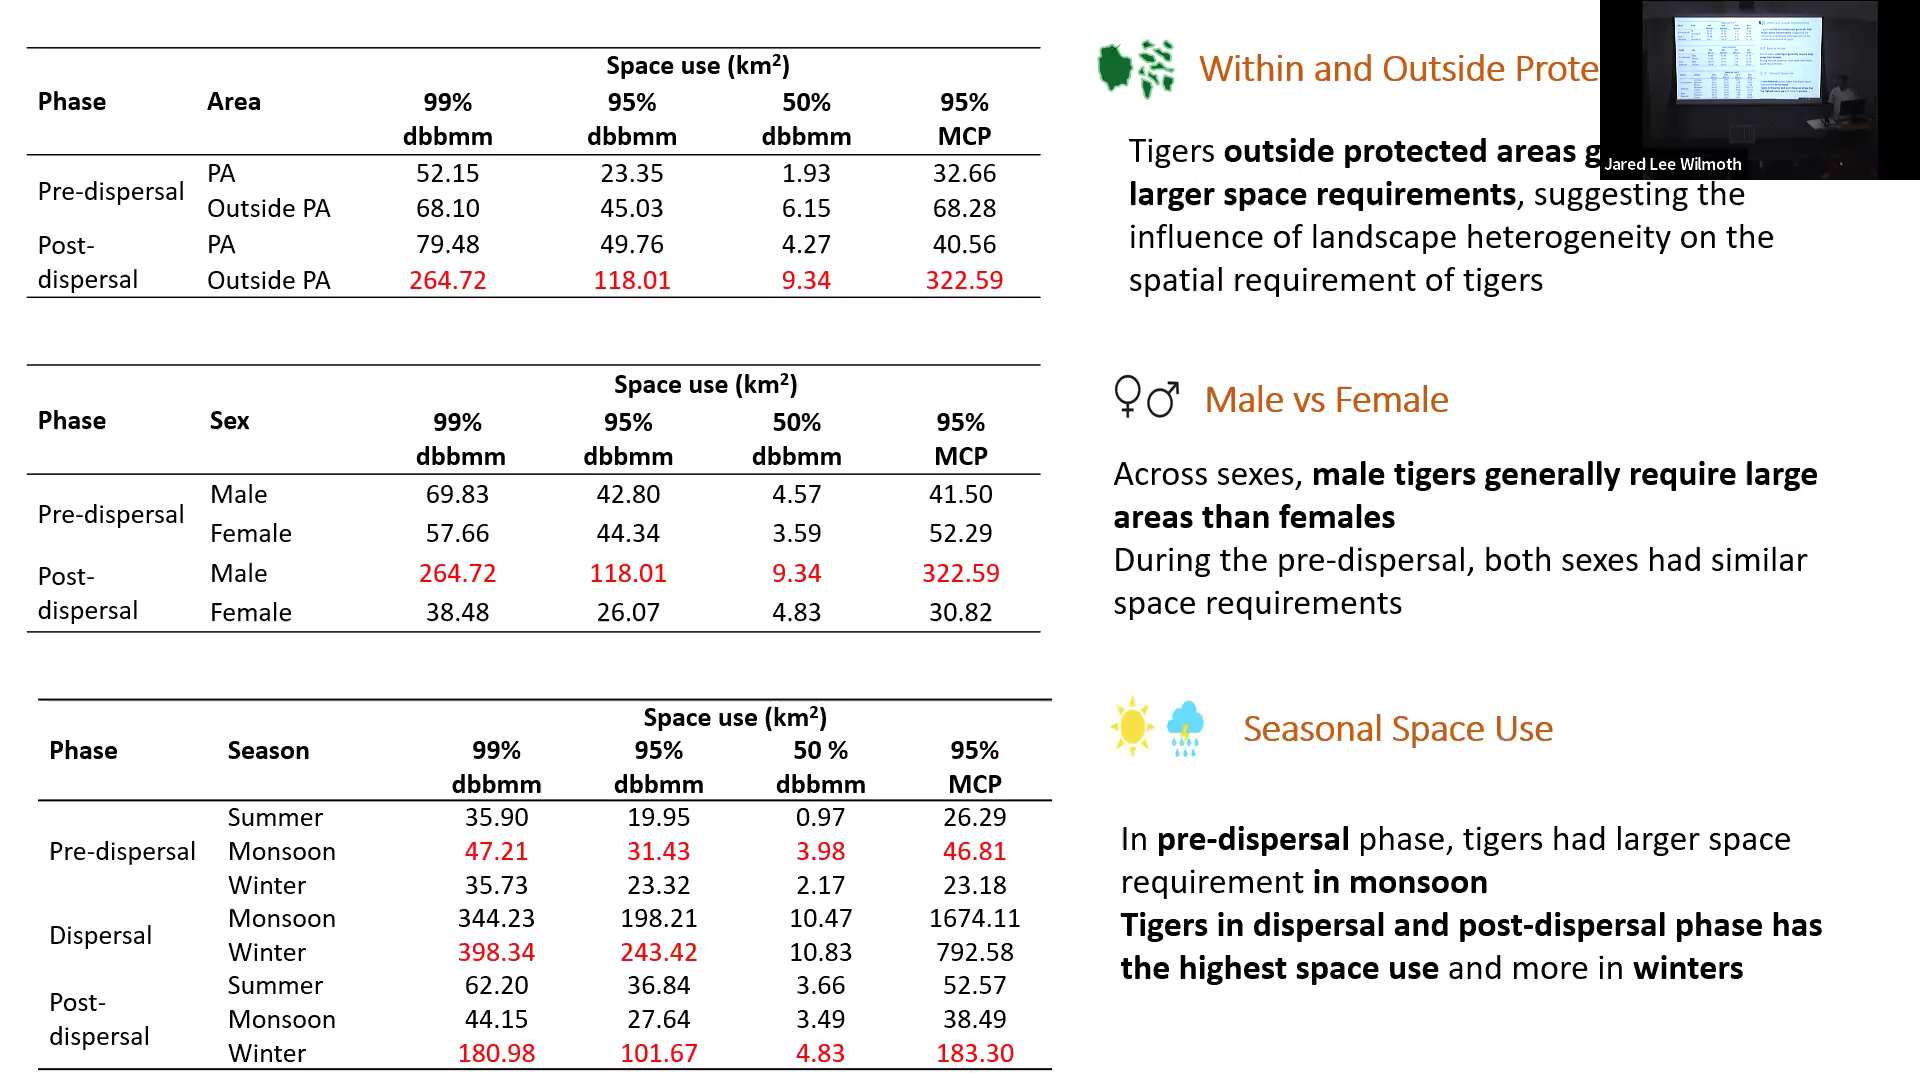 Space use (km²)
Phase Area 99% dbbmm 95% dbbmm 50% dbbmm 95% MCP
Pre-dispersal PA 52.15 23.35 1.93 32.66
Outside PA 68.10 45.03 6.15 68.28
Post-dispersal PA 79.48 49.76 4.27 40.56
Outside PA 264.72 118.01 9.34 322.59
Space use (km²)
Phase Sex 99% dbbmm 95% dbbmm 50% dbbmm 95% MCP
Pre-dispersal Male 69.83 42.80 4.57 41.50
Female 57.66 44.34 3.59 52.29
Post-dispersal Male 264.72 118.01 9.34 322.59
Female 38.48 26.07 4.83 30.82
Space use (km²)
Phase Season 99% dbbmm 95% dbbmm 50 % dbbmm 95% MCP
Pre-dispersal Summer 35.90 19.95 0.97 26.29
Monsoon 47.21 31.43 3.98 46.81
Winter 35.73 23.32 2.17 23.18
Dispersal Monsoon 344.23 198.21 10.47 1674.11
Winter 398.34 243.42 10.83 792.58
Post-dispersal Summer 62.20 36.84 3.66 52.57
Monsoon 44.15 27.64 3.49 38.49
Winter 180.98 101.67 4.83 183.30
Within and Outside
Tigers outside protected areas
larger space requirements, suggesting the
influence of landscape heterogeneity on the
spatial requirement of tigers
Jared Lee Wilmoth
Male vs Female
Across sexes, male tigers generally require large
areas than females
During the pre-dispersal, both sexes had similar
space requirements
Seasonal Space Use
In pre-dispersal phase, tigers had larger space
requirement in monsoon
Tigers in dispersal and post-dispersal phase has
the highest space use and more in winters